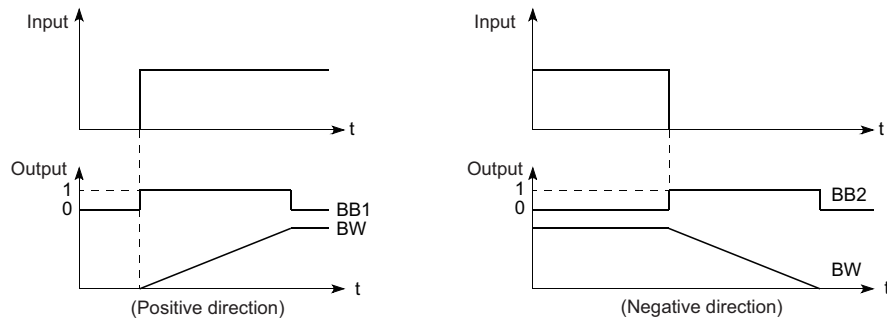 Input
t
Output
1
0
BB1
BW
t
(Positive direction)
Input
t
Output
1
0
BB2
BW
t
(Negative direction)